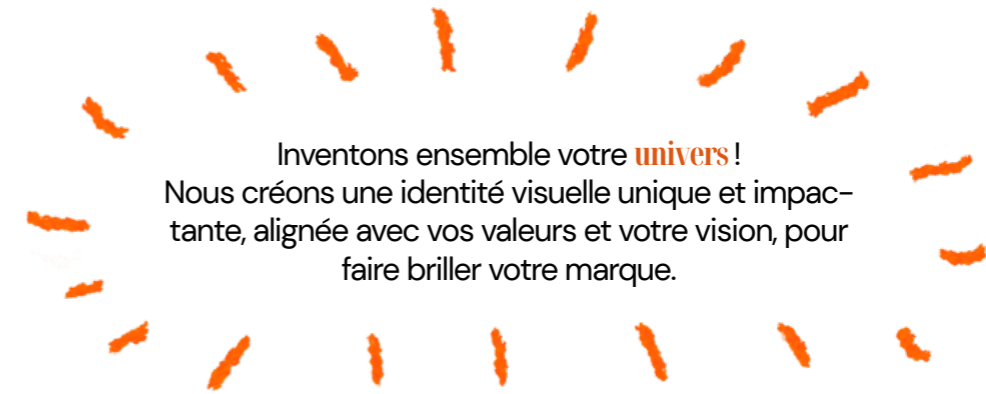 Inventons ensemble votre univers !
Nous créons une identité visuelle unique et impac-
tante, alignée avec vos valeurs et votre vision, pour
faire briller votre marque.